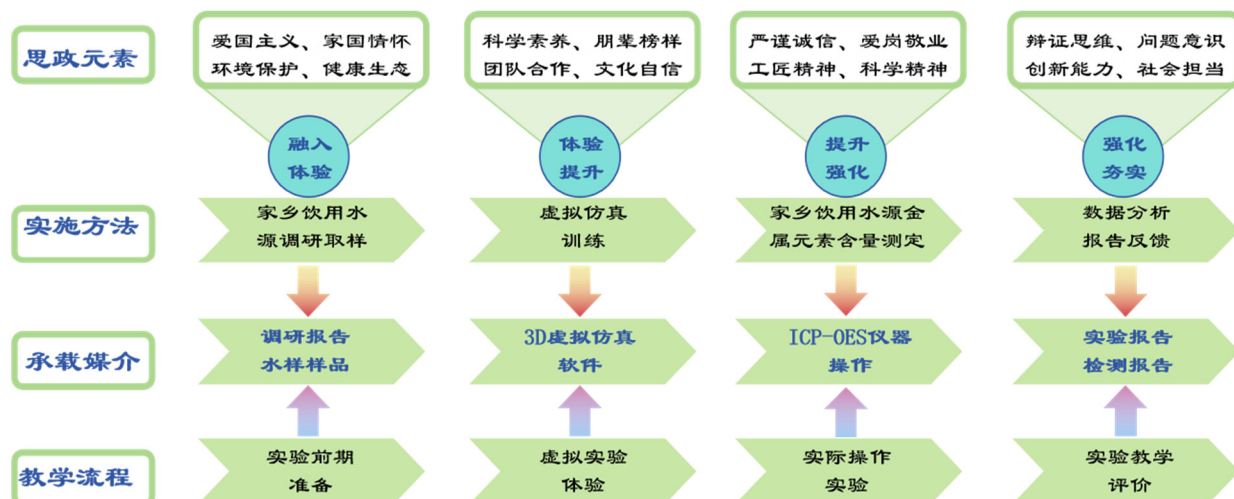 思政元素
爱国主义、家国情怀
环境保护、健康生态
科学素养、朋辈榜样
团队合作、文化自信
严谨诚信、爱岗敬业
工匠精神、科学精神
辩证思维、问题意识
创新能力、社会担当
融入
体验
体验
提升
提升
强化
强化
夯实
实施方法
家乡饮用水
源调研取样
虚拟仿真
训练
家乡饮用水源金
属元素含量测定
数据分析
报告反馈
承载媒介
调研报告
水样样品
3D虚拟仿真
软件
ICP-OES仪器
操作
实验报告
检测报告
教学流程
实验前期
准备
虚拟实验
体验
实际操作
实验
实验教学
评价